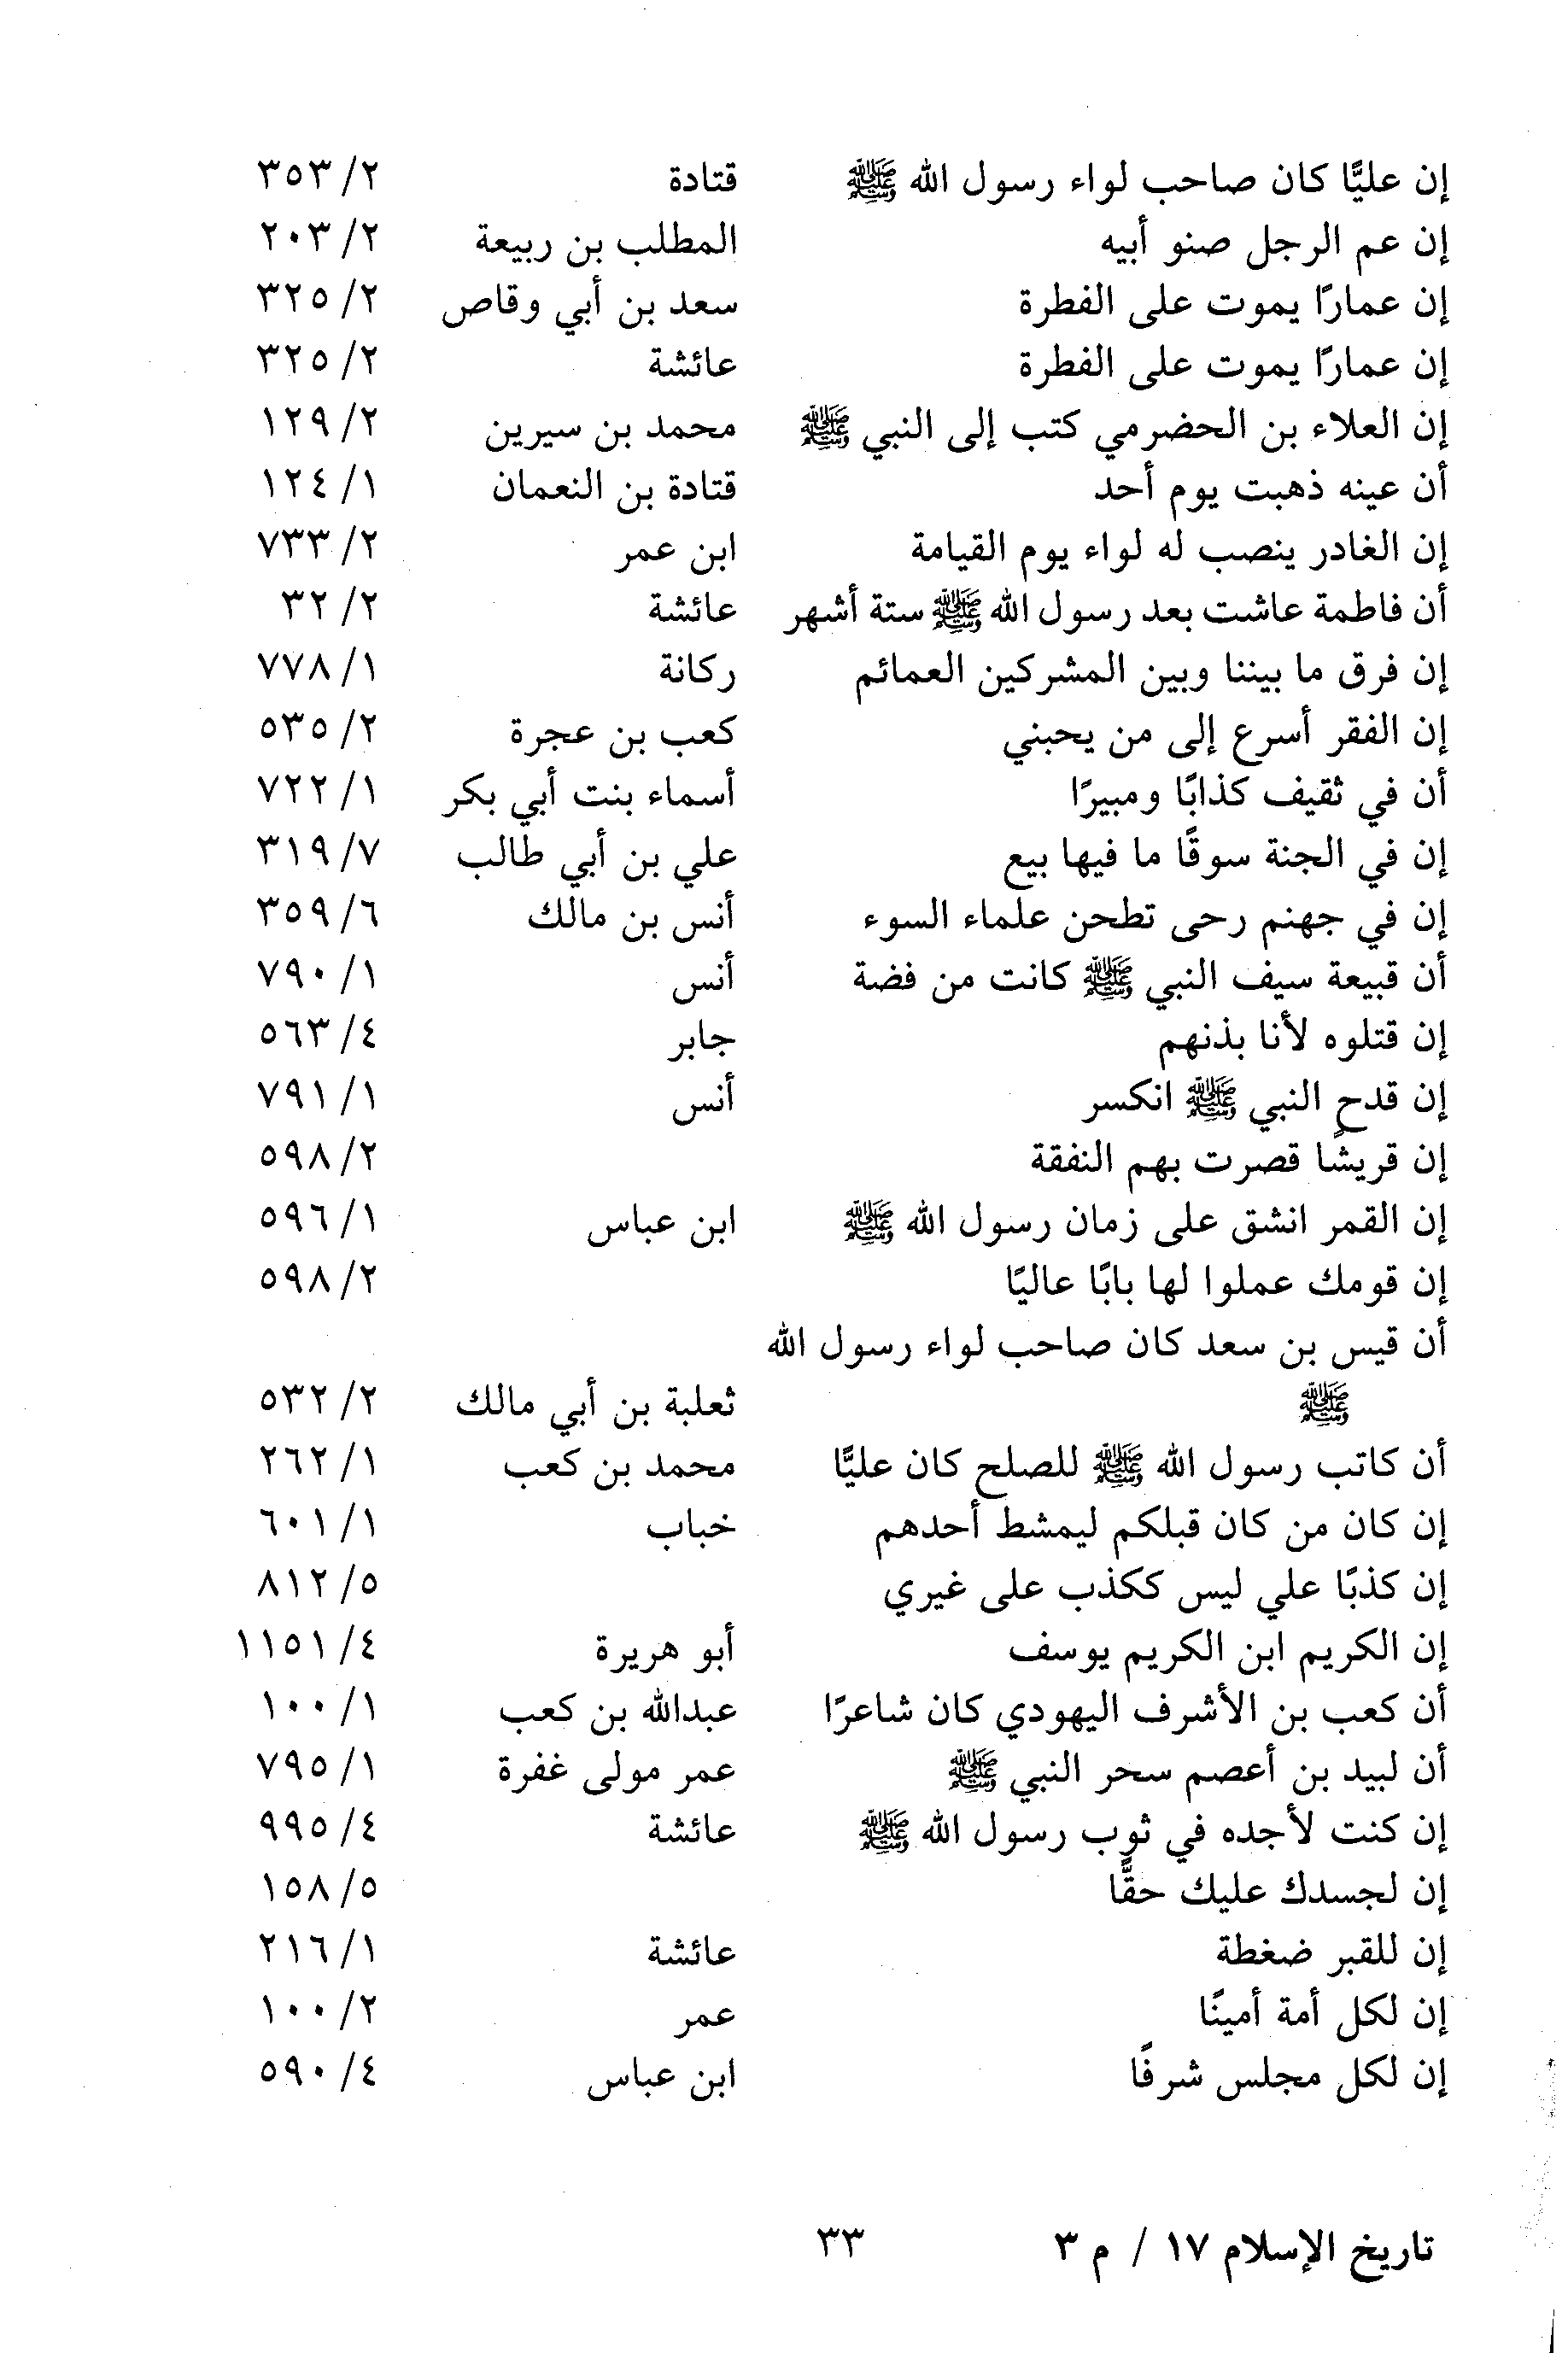 إن عليًّا كان صاحب لواء رسول الله ﷺ قتادة ٢/ ٣٥٣
إن عم الرجل صنو أبيه المطلب بن ربيعة ٢/ ٢٠٣
إن عمارًا يموت على الفطرة سعد بن أبي وقاص ٢/ ٣٢٥
إن عمارًا يموت على الفطرة عائشة ٢/ ٣٢٥
إن العلاء بن الحضرمي كتب إلى النبي ﷺ محمد بن سيرين ٢/ ١٢٩
أن عينه ذهبت يوم أحد قتادة بن النعمان ١/ ١٢٤
إن الغادر ينصب له لواء يوم القيامة ابن عمر ٢/ ٧٣٣
أن فاطمة عاشت بعد رسول الله ﷺ ستة أشهر عائشة ٢/ ٣٢
إن فرق ما بيننا وبين المشركين العمائم ركانة ١/ ٧٧٨
إن الفقر أسرع إلى من يحبني كعب بن عجرة ٢/ ٥٣٥
أن في ثقيف كذابًا ومبيرًا أسماء بنت أبي بكر ١/ ٧٢٢
إن في الجنة سوقًا ما فيها بيع علي بن أبي طالب ٧/ ٣١٩
إن في جهنم رحى تطحن علماء السوء أنس بن مالك ٦/ ٣٥٩
أن قبيعة سيف النبي ﷺ كانت من فضة أنس ١/ ٧٩٠
إن قتلوه لأنا بذنهم جابر ٤/ ٥٦٣
إن قدح النبي ﷺ انكسر أنس ١/ ٧٩١
إن قريشًا قصرت بهم النفقة ٢/ ٥٩٨
إن القمر انشق على زمان رسول الله ﷺ ابن عباس ١/ ٥٩٦
إن قومك عملوا لها بابًا عاليًا ٢/ ٥٩٨
أن قيس بن سعد كان صاحب لواء رسول الله
ﷺ ثعلبة بن أبي مالك ٢/ ٥٣٢
أن كاتب رسول الله ﷺ للصلح كان عليًّا محمد بن كعب ١/ ٢٦٢
إن كان من كان قبلكم ليمشط أحدهم خباب ١/ ٦٠١
إن كذبًا علي ليس ككذب على غيري ٥/ ٨١٢
إن الكريم ابن الكريم يوسف أبو هريرة ٤/ ١١٥١
أن كعب بن الأشرف اليهودي كان شاعرًا عبدالله بن كعب ١/ ١٠٠
أن لبيد بن أعصم سحر النبي ﷺ عمر مولى غفرة ١/ ٧٩٥
إن كنت لأجده في ثوب رسول الله ﷺ عائشة ٤/ ٩٩٥
إن لجسدك عليك حقًّا ٥/ ١٥٨
إن للقبر ضغطة عائشة ١/ ٢١٦
إن لكل أمة أمينًا عمر ٢/ ١٠٠
إن لكل مجلس شرفًا ابن عباس ٤/ ٥٩٠
تاريخ الإسلام ١٧ / م ٣ ٣٣